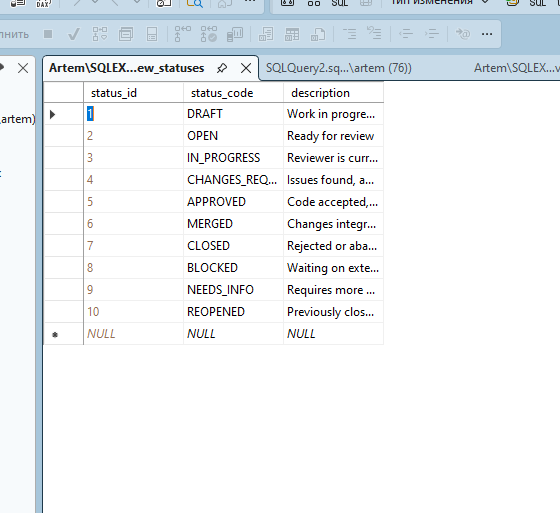 DAX
SQL
Тип изменения
лнить
Artem\SQLEX...ew_statuses
SQLQuery2.sq...\artem (76))
Artem\SQLEX...v
artem)
status_id status_code description
1 DRAFT Work in progre...
2 OPEN Ready for review
3 IN_PROGRESS Reviewer is curr...
4 CHANGES_REQ... Issues found, a...
5 APPROVED Code accepted,...
6 MERGED Changes integr...
7 CLOSED Rejected or aba...
8 BLOCKED Waiting on exte...
9 NEEDS_INFO Requires more ...
10 REOPENED Previously clos...
NULL NULL NULL